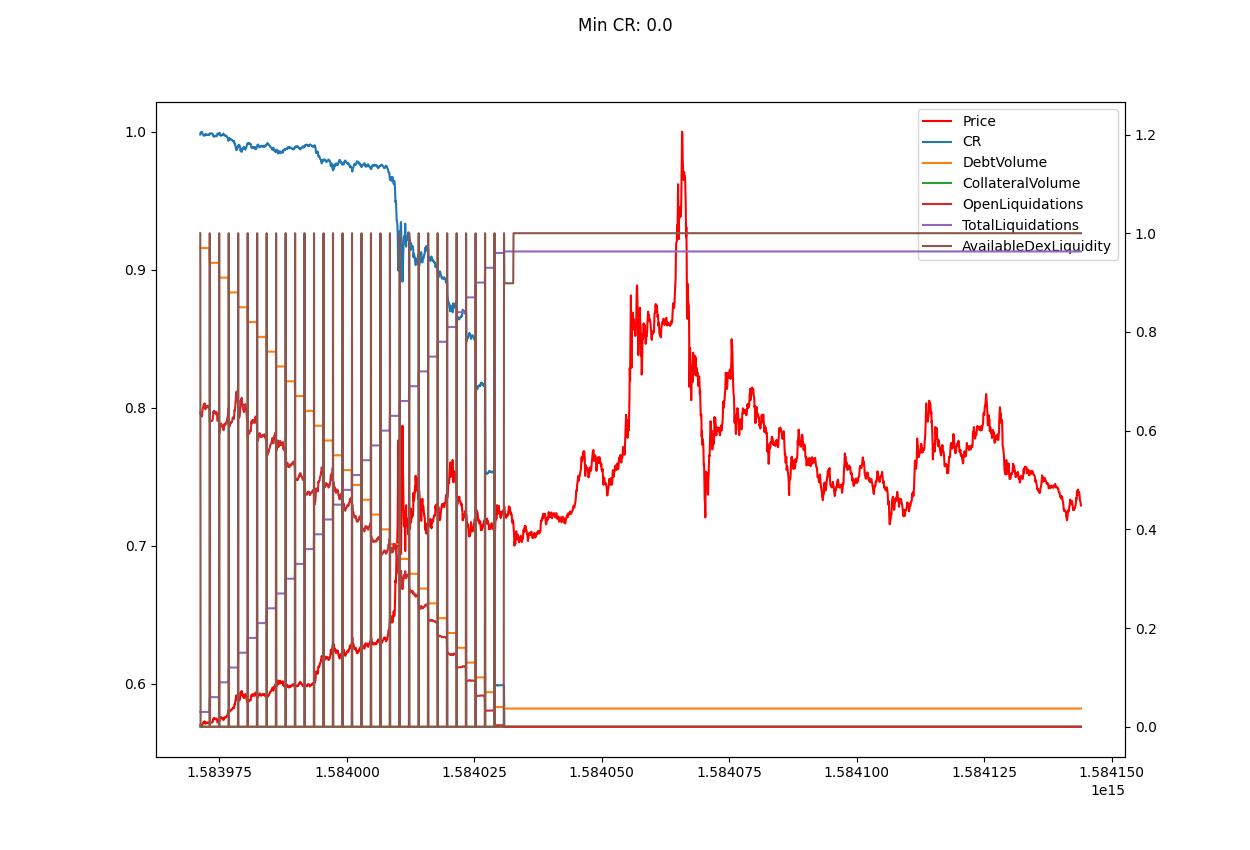 Min CR: 0.0
1.0
0.9
0.8
0.7
0.6
Price
CR
DebtVolume
CollateralVolume
OpenLiquidations
TotalLiquidations
AvailableDexLiquidity
1.2
1.0
0.8
0.6
0.4
0.2
0.0
1.583975
1.584000
1.584025
1.584050
1.584075
1.584100
1.584125
1.584150
1e15